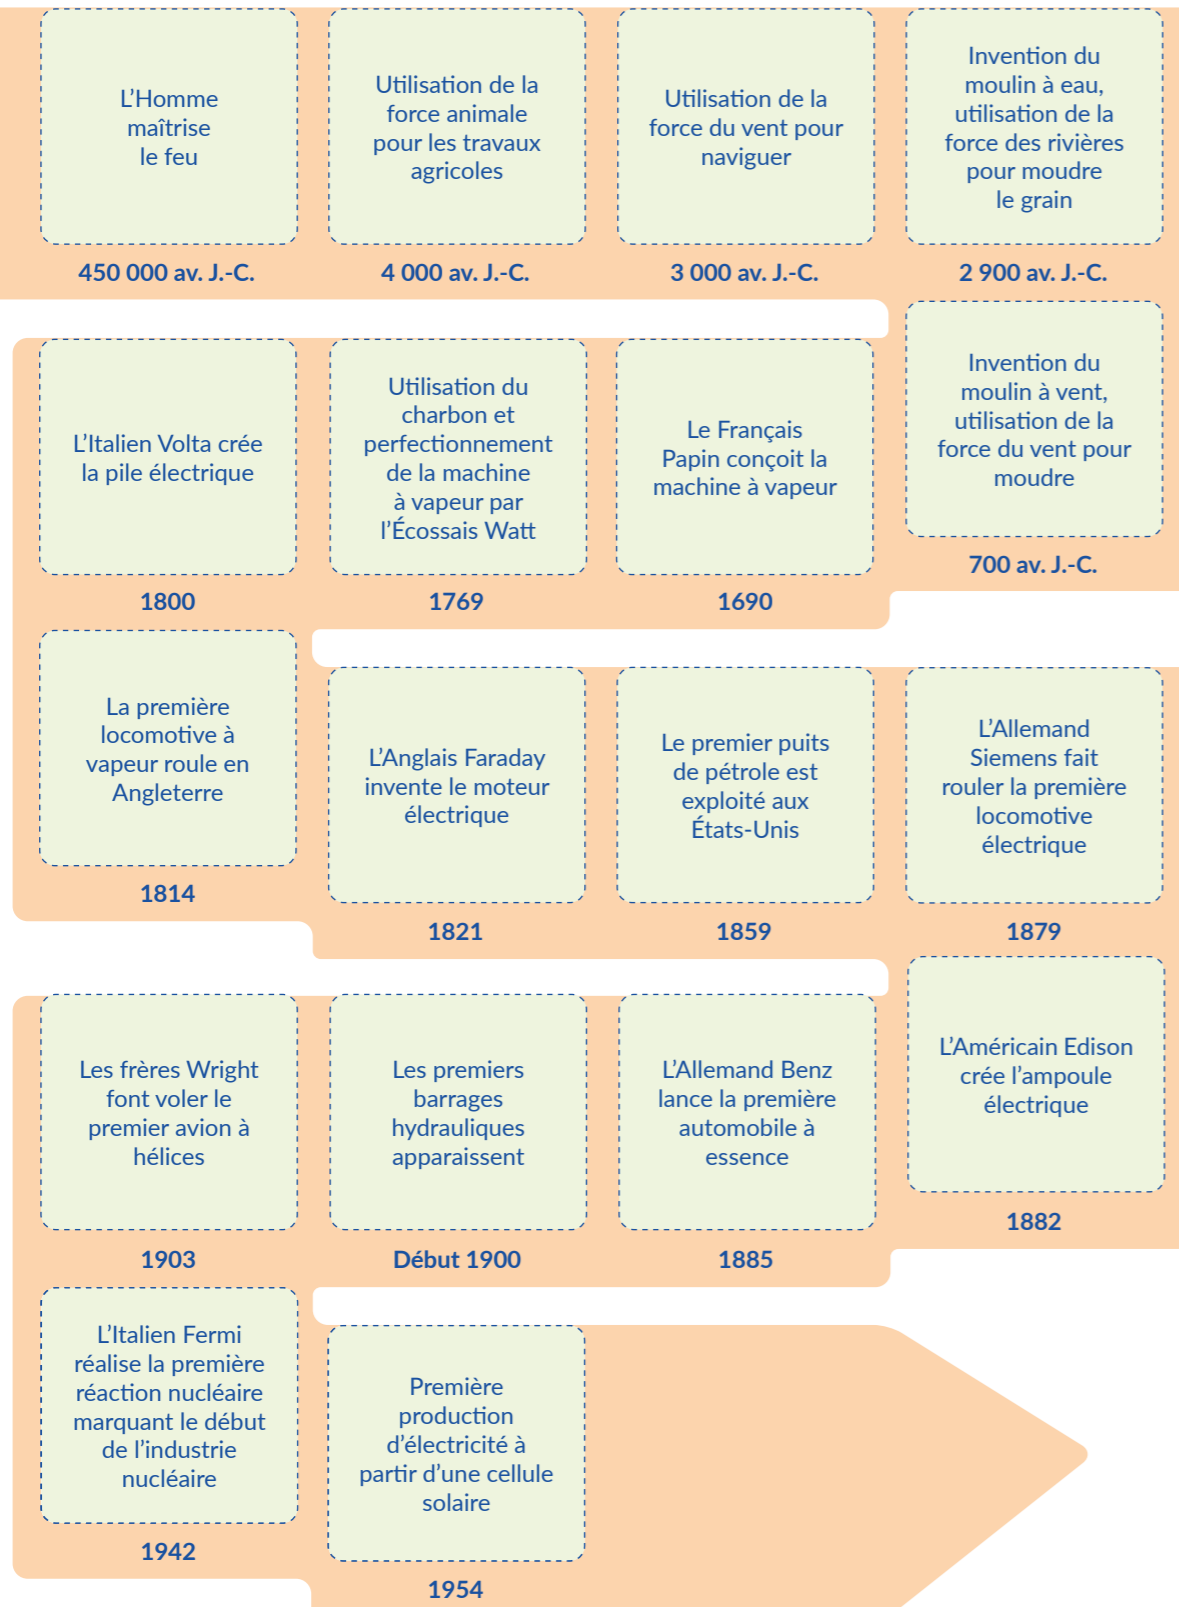 L'Homme
maîtrise
le feu
450 000 av. J.-C.
Utilisation de la
force animale
pour les travaux
agricoles
4 000 av. J.-C.
Utilisation de la
force du vent pour
naviguer
3 000 av. J.-C.
Invention du
moulin à eau,
utilisation de la
force des rivières
pour moudre
le grain
2 900 av. J.-C.
Invention du
moulin à vent,
utilisation de la
force du vent pour
moudre
700 av. J.-C.
Le Français
Papin conçoit la
machine à vapeur
1690
Utilisation du
charbon et
perfectionnement
de la machine
à vapeur par
l'Écossais Watt
1769
L'Italien Volta crée
la pile électrique
1800
La première
locomotive à
vapeur roule en
Angleterre
1814
L'Anglais Faraday
invente le moteur
électrique
1821
Le premier puits
de pétrole est
exploité aux
États-Unis
1859
L'Allemand
Siemens fait
rouler la première
locomotive
électrique
1879
L'Américain Edison
crée l'ampoule
électrique
1882
L'Allemand Benz
lance la première
automobile à
essence
1885
Les premiers
barrages
hydrauliques
apparaissent
Début 1900
Les frères Wright
font voler le
premier avion à
hélices
1903
L'Italien Fermi
réalise la première
réaction nucléaire
marquant le début
de l'industrie
nucléaire
1942
Première
production
d'électricité à
partir d'une cellule
solaire
1954